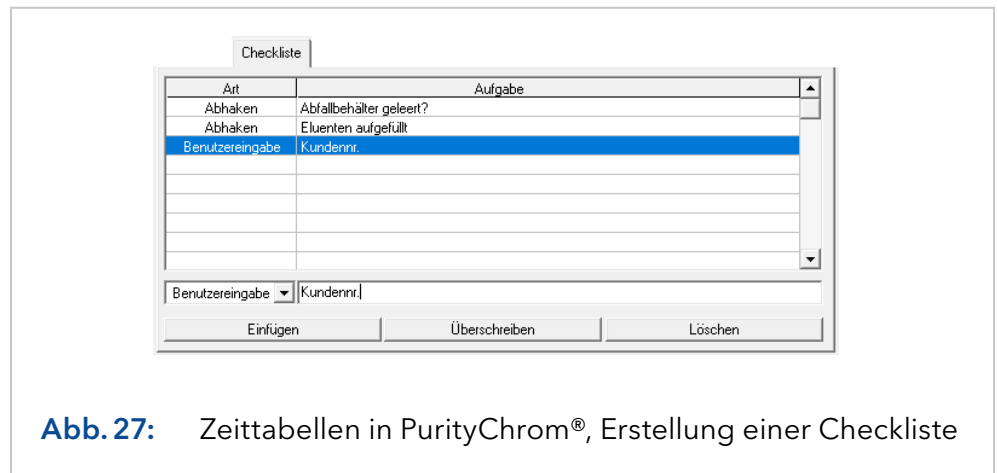 Checkliste
Art Aufgabe
Abhaken Abfallbehälter geleert?
Abhaken Eluenten aufgefüllt
Benutzereingabe Kundennr.
Benutzereingabe Kundennr.
Einfügen Überschreiben Löschen
Abb. 27: Zeittabellen in PurityChrom®, Erstellung einer Checkliste